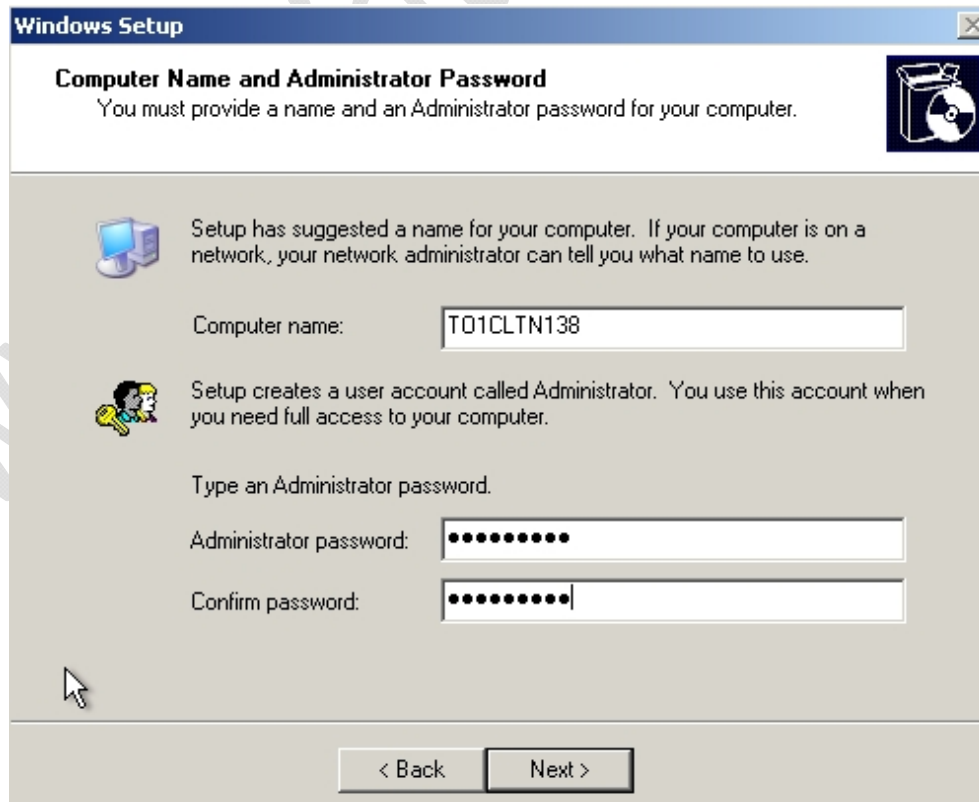 Windows Setup
Computer Name and Administrator Password
You must provide a name and an Administrator password for your computer.
Setup has suggested a name for your computer. If your computer is on a
network, your network administrator can tell you what name to use.
Computer name: TO1CLTN138
Setup creates a user account called Administrator. You use this account when
you need full access to your computer.
Type an Administrator password.
Administrator password: ●●●●●●●●●
Confirm password: ●●●●●●●●●
< Back Next >